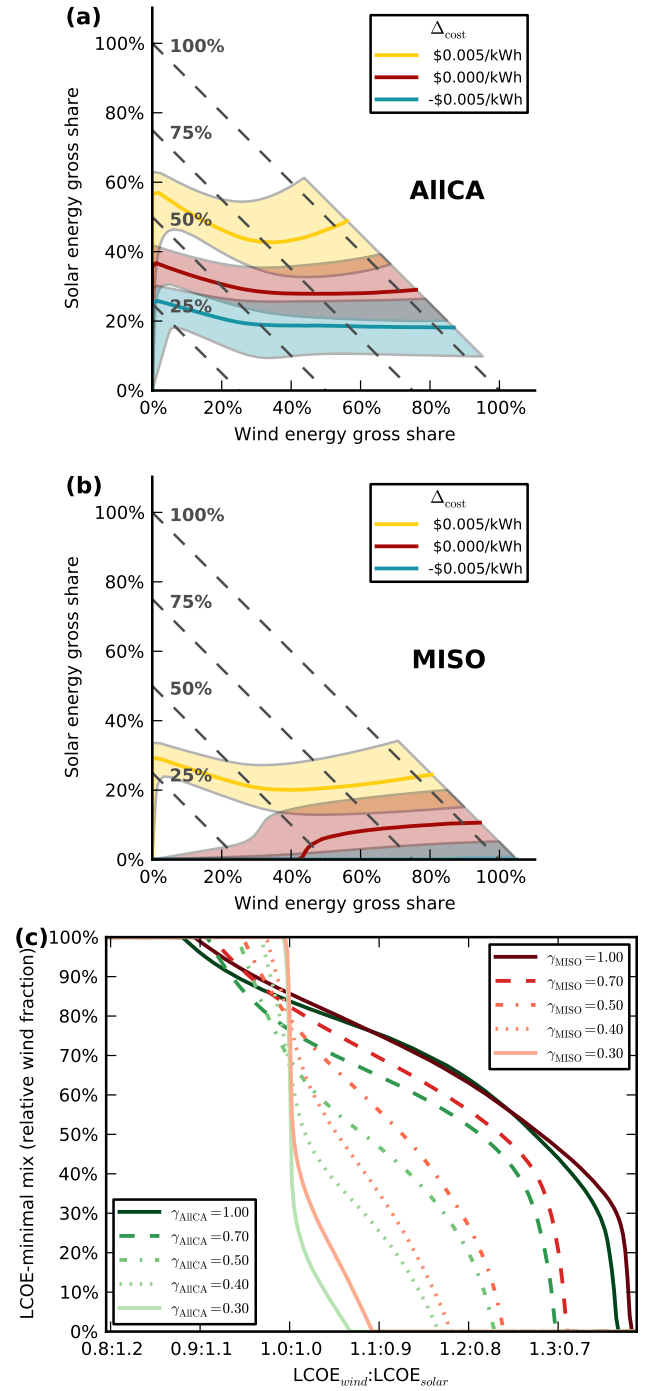 (a)
100%
80%
60%
40%
20%
0%
Solar energy gross share
100%
75%
50%
25%
Δcost
$0.005/kWh
$0.000/kWh
-$0.005/kWh
AllCA
0% 20% 40% 60% 80% 100%
Wind energy gross share
(b)
100%
80%
60%
40%
20%
0%
Solar energy gross share
100%
75%
50%
25%
Δcost
$0.005/kWh
$0.000/kWh
-$0.005/kWh
MISO
0% 20% 40% 60% 80% 100%
Wind energy gross share
(c)
100%
90%
80%
70%
60%
50%
40%
30%
20%
10%
0%
LCOE-minimal mix (relative wind fraction)
γMISO=1.00
γMISO=0.70
γMISO=0.50
γMISO=0.40
γMISO=0.30
γAllCA=1.00
γAllCA=0.70
γAllCA=0.50
γAllCA=0.40
γAllCA=0.30
0.8:1.2 0.9:1.1 1.0:1.0 1.1:0.9 1.2:0.8 1.3:0.7
LCOEwind:LCOEsolar